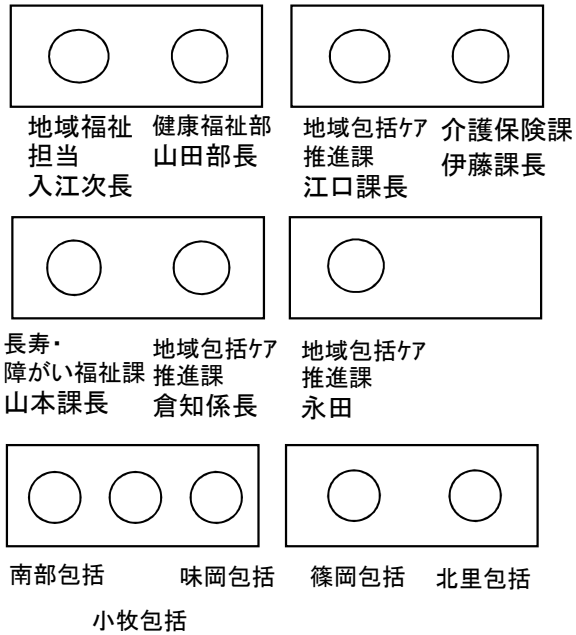 地域福祉
担当
入江次長
健康福祉部
山田部長
地域包括ケア
推進課
江口課長
介護保険課
伊藤課長
長寿・
障がい福祉課
山本課長
地域包括ケア
推進課
倉知係長
地域包括ケア
推進課
永田
南部包括
小牧包括
味岡包括
篠岡包括
北里包括